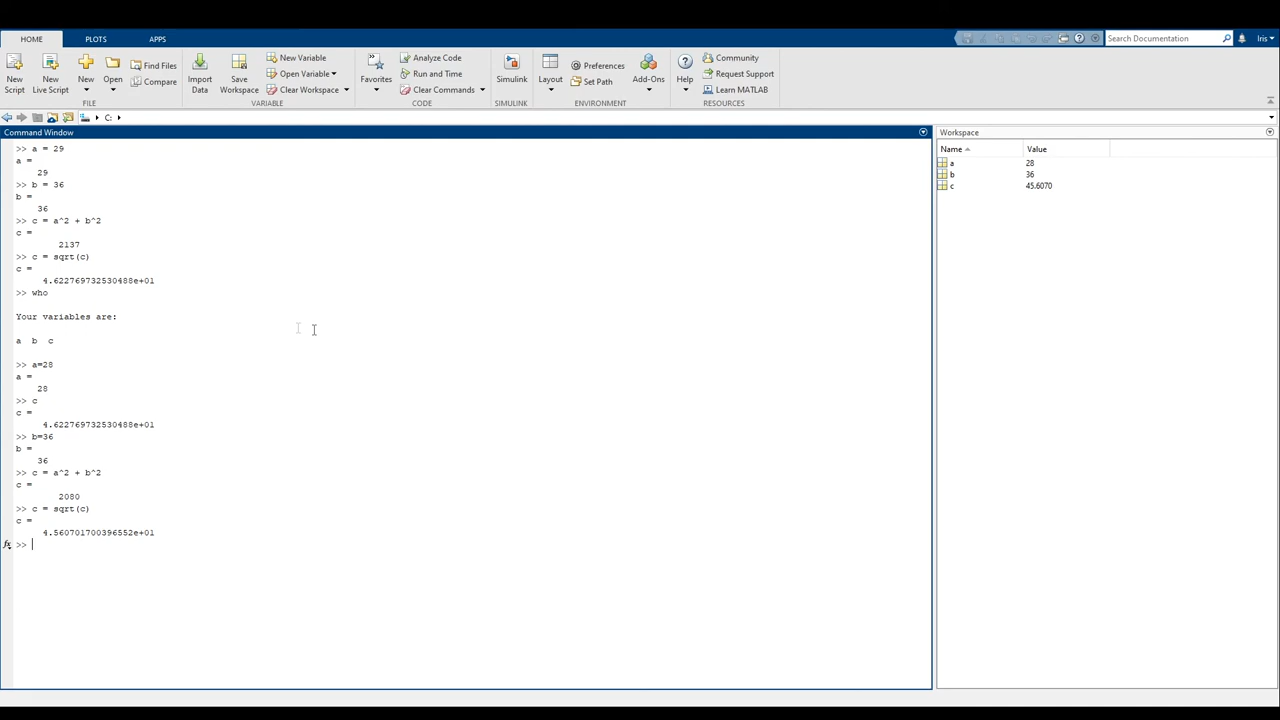 HOME PLOTS APPS
Search Documentation
Iris
New Script
New Live Script
New
Open
Find Files
Compare
Import Data
Save Workspace
New Variable
Open Variable
Clear Workspace
Favorites
Analyze Code
Run and Time
Clear Commands
Simulink
Layout
Preferences
Set Path
Add-Ons
Help
Community
Request Support
Learn MATLAB
FILE VARIABLE CODE SIMULINK ENVIRONMENT RESOURCES
C:
Command Window
>> a = 29
a =
29
>> b = 36
b =
36
>> c = a^2 + b^2
c =
2137
>> c = sqrt(c)
c =
4.622769732530488e+01
>> who
Your variables are:
a b c
>> a=28
a =
28
>> c
c =
4.622769732530488e+01
>> b=36
b =
36
>> c = a^2 + b^2
c =
2080
>> c = sqrt(c)
c =
4.560701700396552e+01
fx >>
Workspace
Name Value
a 28
b 36
c 45.6070